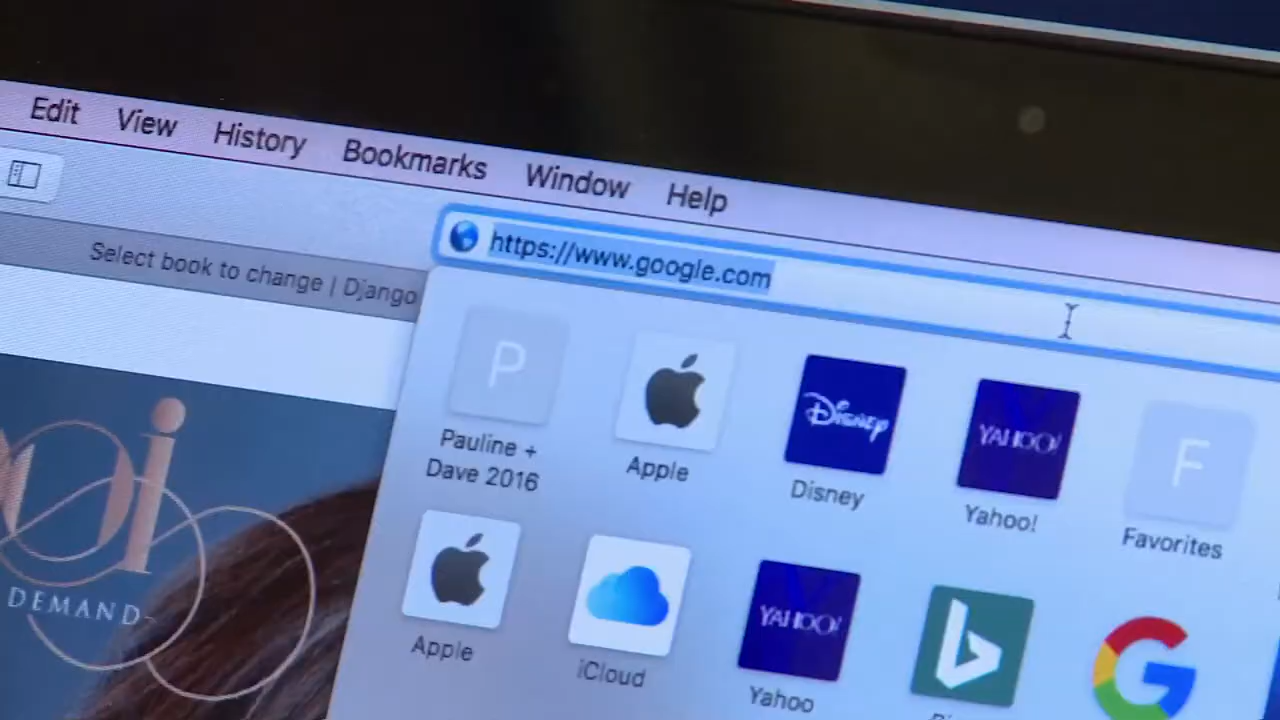 Edit View History Bookmarks Window Help
https://www.google.com
Select book to change | Django
P
Pauline +
Dave 2016
Apple
Disney
Disney
YAHOO!
Yahoo!
F
Favorites
DEMAND
Apple
iCloud
YAHOO!
Yahoo
b
G